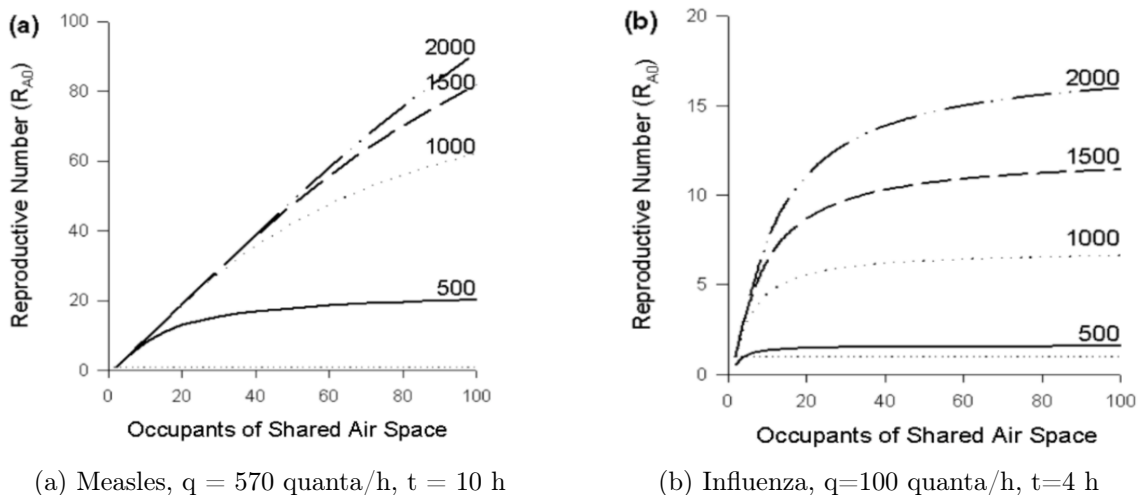 (a)
100
80
60
40
20
0
Reproductive Number (R_A0)
2000
1500
1000
500
0 20 40 60 80 100
Occupants of Shared Air Space
(a) Measles, q = 570 quanta/h, t = 10 h
(b)
20
15
10
5
0
Reproductive Number (R_A0)
2000
1500
1000
500
0 20 40 60 80 100
Occupants of Shared Air Space
(b) Influenza, q=100 quanta/h, t=4 h